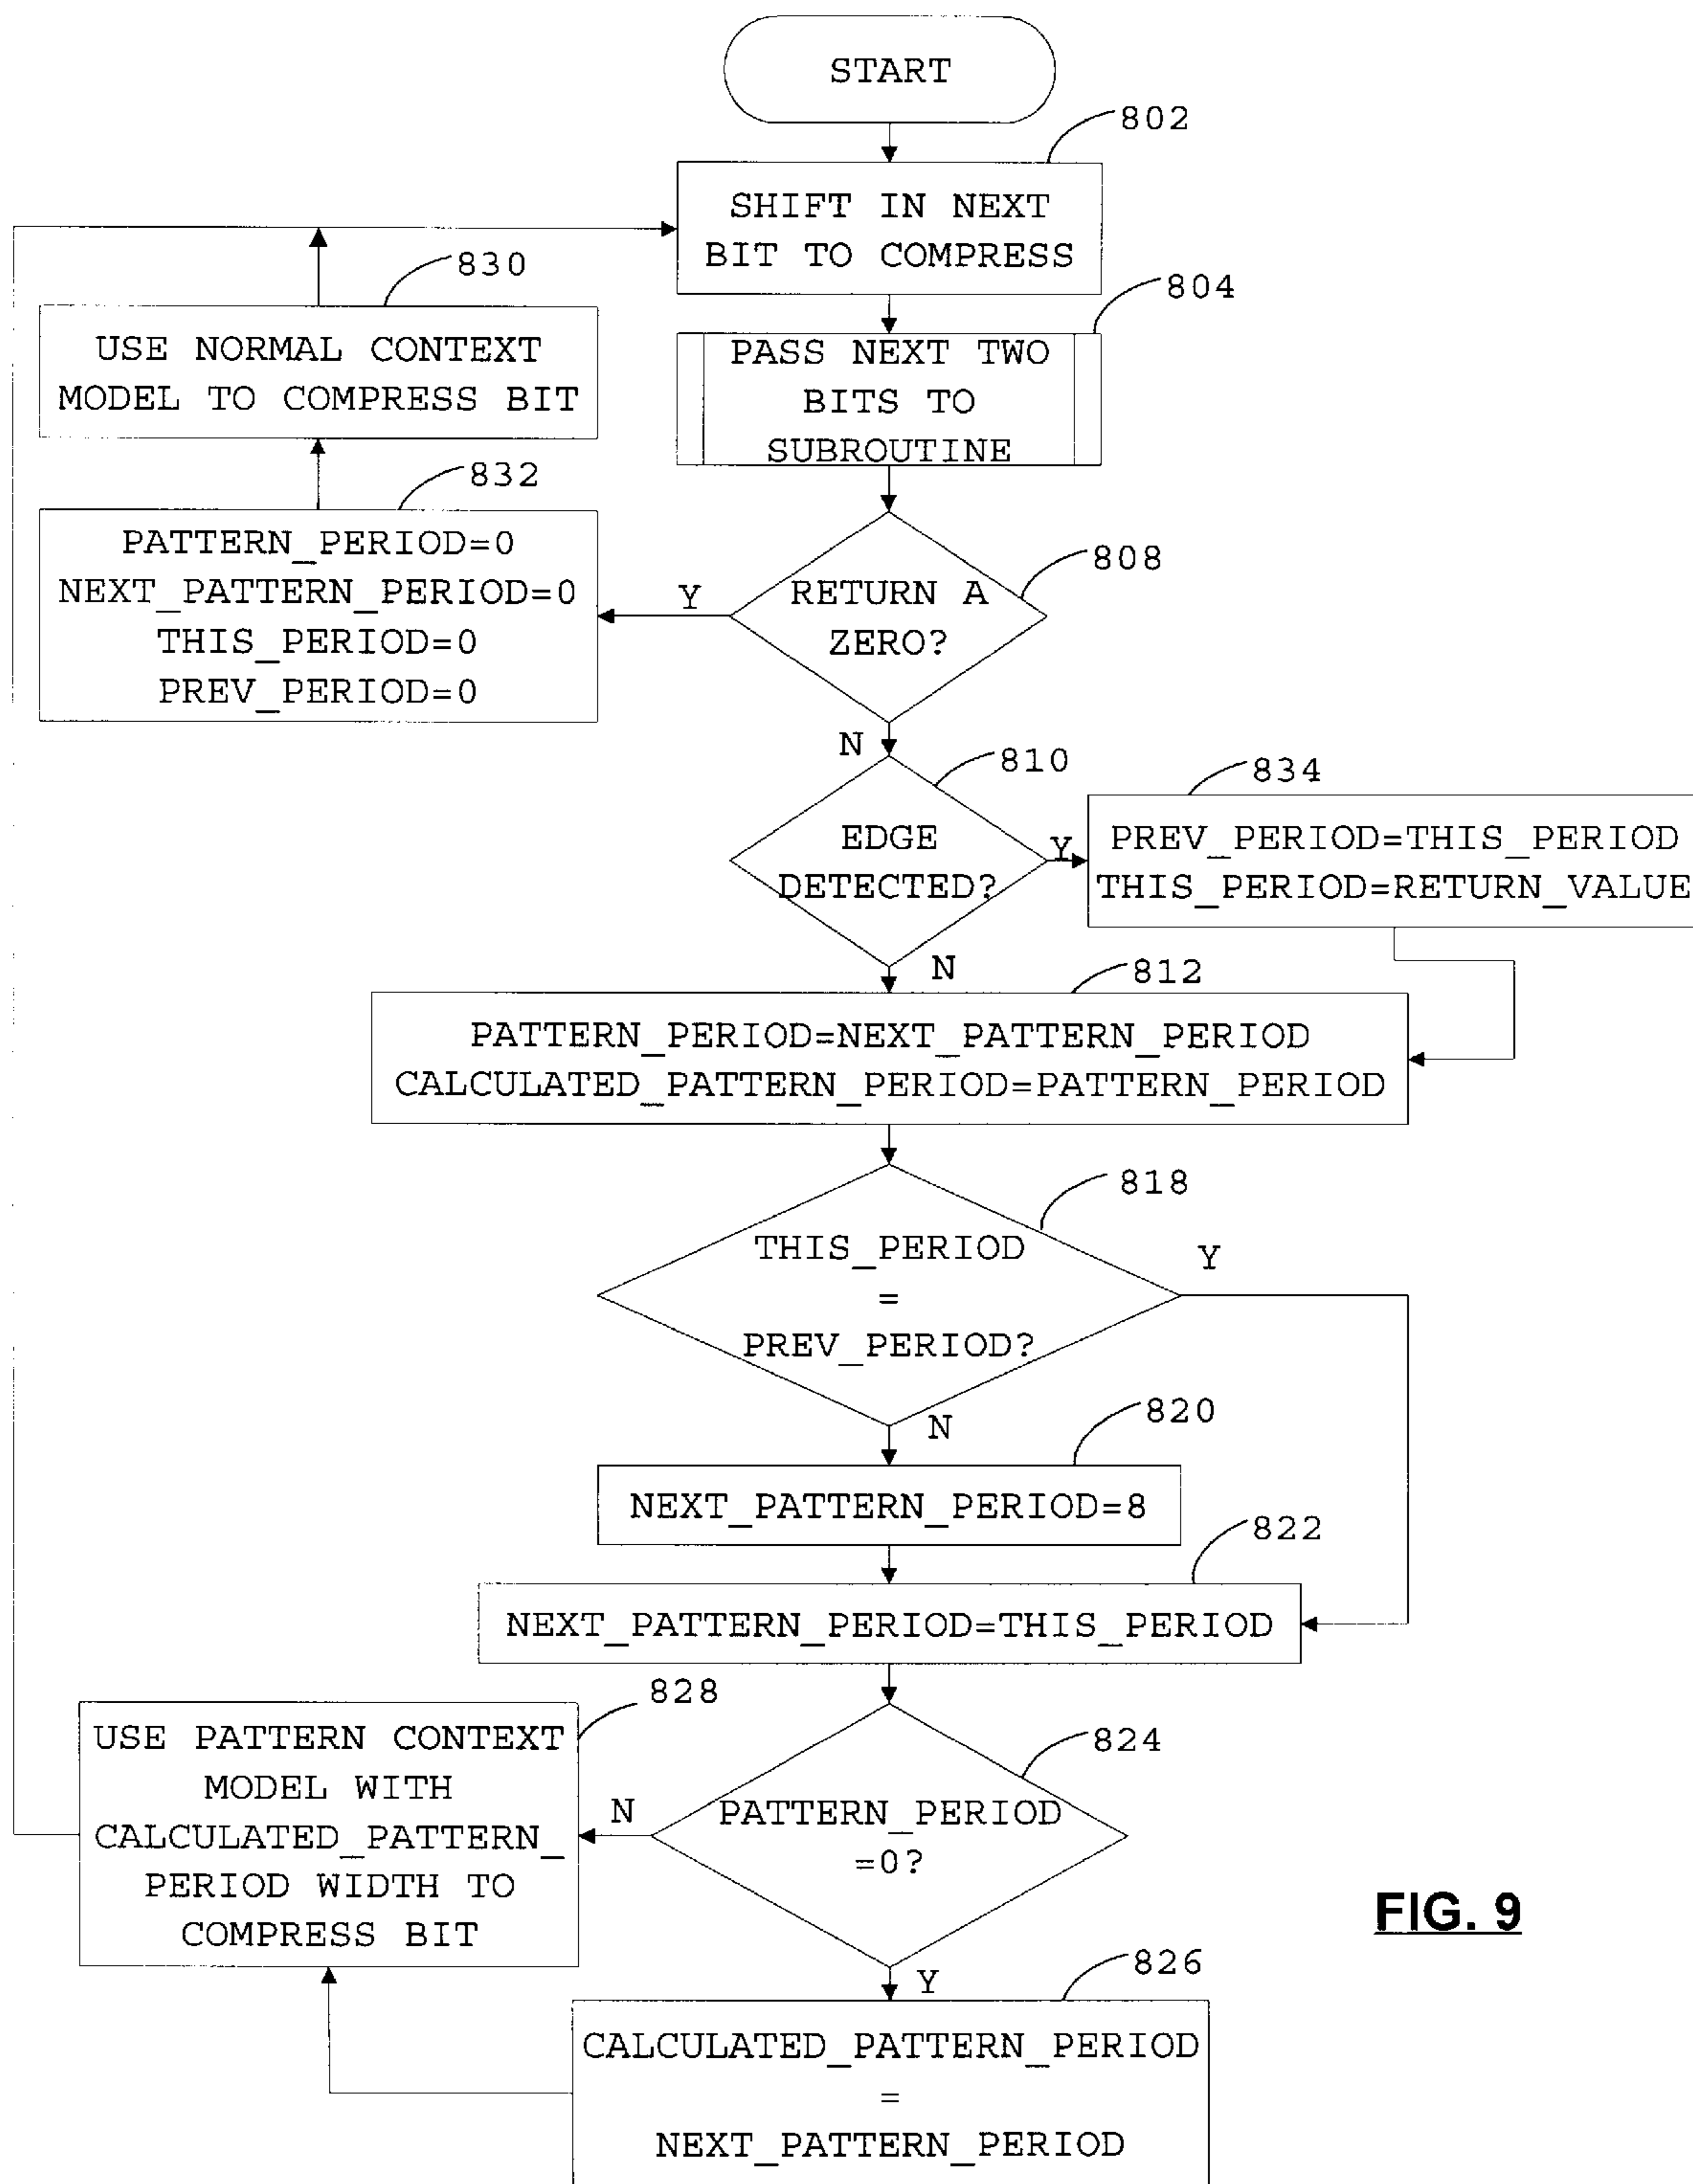 START
802
SHIFT IN NEXT
BIT TO COMPRESS
804
PASS NEXT TWO
BITS TO
SUBROUTINE
830
USE NORMAL CONTEXT
MODEL TO COMPRESS BIT
832
PATTERN_PERIOD=0
NEXT_PATTERN_PERIOD=0
THIS_PERIOD=0
PREV_PERIOD=0
808
RETURN A
ZERO?
Y
N
810
EDGE
DETECTED?
Y
N
834
PREV_PERIOD=THIS_PERIOD
THIS_PERIOD=RETURN_VALUE
812
PATTERN_PERIOD=NEXT_PATTERN_PERIOD
CALCULATED_PATTERN_PERIOD=PATTERN_PERIOD
818
THIS_PERIOD
=
PREV_PERIOD?
Y
N
820
NEXT_PATTERN_PERIOD=8
822
NEXT_PATTERN_PERIOD=THIS_PERIOD
824
PATTERN_PERIOD
=0?
N
Y
828
USE PATTERN CONTEXT
MODEL WITH
CALCULATED_PATTERN_
PERIOD WIDTH TO
COMPRESS BIT
826
CALCULATED_PATTERN_PERIOD
=
NEXT_PATTERN_PERIOD
FIG. 9